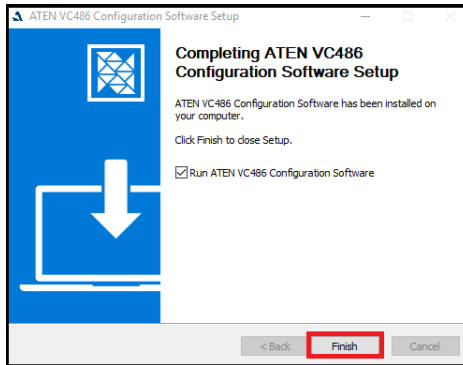 ATEN VC486 Configuration Software Setup
Completing ATEN VC486
Configuration Software Setup
ATEN VC486 Configuration Software has been installed on
your computer.
Click Finish to close Setup.
Run ATEN VC486 Configuration Software
< Back
Finish
Cancel